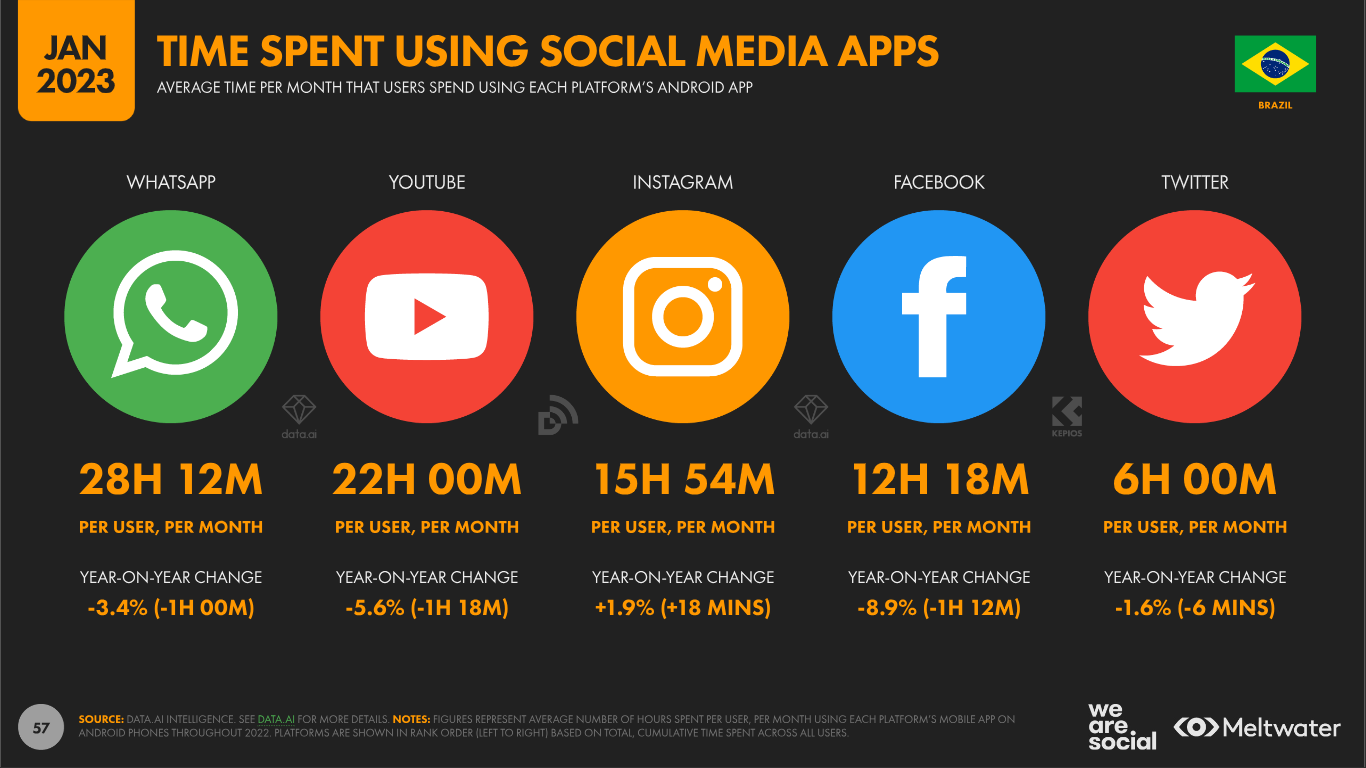 JAN
2023
TIME SPENT USING SOCIAL MEDIA APPS
AVERAGE TIME PER MONTH THAT USERS SPEND USING EACH PLATFORM'S ANDROID APP
BRAZIL
WHATSAPP
YOUTUBE
INSTAGRAM
FACEBOOK
TWITTER
data.ai
data.ai
KEPIOS
28H 12M
22H 00M
15H 54M
12H 18M
6H 00M
PER USER, PER MONTH
PER USER, PER MONTH
PER USER, PER MONTH
PER USER, PER MONTH
PER USER, PER MONTH
YEAR-ON-YEAR CHANGE
YEAR-ON-YEAR CHANGE
YEAR-ON-YEAR CHANGE
YEAR-ON-YEAR CHANGE
YEAR-ON-YEAR CHANGE
-3.4% (-1H 00M)
-5.6% (-1H 18M)
+1.9% (+18 MINS)
-8.9% (-1H 12M)
-1.6% (-6 MINS)
57
SOURCE: DATA.AI INTELLIGENCE. SEE DATA.AI FOR MORE DETAILS. NOTES: FIGURES REPRESENT AVERAGE NUMBER OF HOURS SPENT PER USER, PER MONTH USING EACH PLATFORM'S MOBILE APP ON
ANDROID PHONES THROUGHOUT 2022. PLATFORMS ARE SHOWN IN RANK ORDER (LEFT TO RIGHT) BASED ON TOTAL, CUMULATIVE TIME SPENT ACROSS ALL USERS.
we
are
social
Meltwater